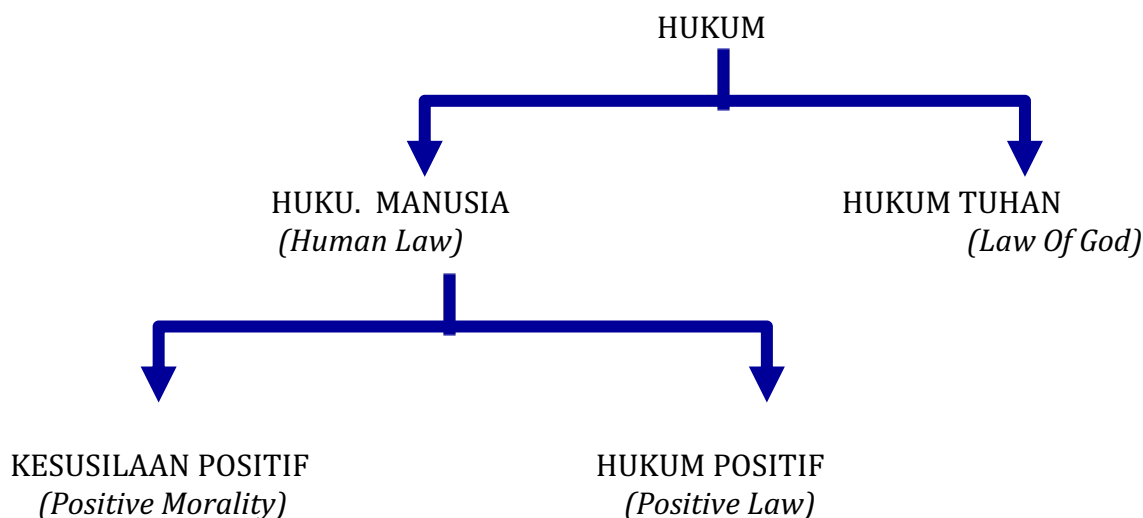 HUKUM
HUKU. MANUSIA
(Human Law)
HUKUM TUHAN
(Law Of God)
KESUSILAAN POSITIF
(Positive Morality)
HUKUM POSITIF
(Positive Law)